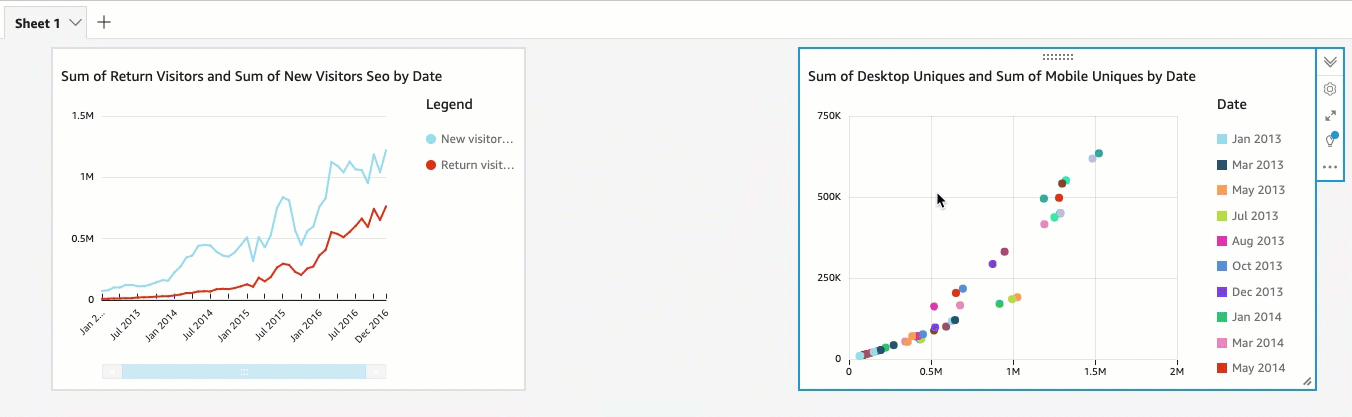 Sheet 1
Sum of Return Visitors and Sum of New Visitors Seo by Date
Legend
New visitor...
Return visit...
1.5M
1M
0.5M
0
Jan 2...
Jul 2013
Jan 2014
Jul 2014
Jan 2015
Jul 2015
Jan 2016
Jul 2016
Dec 2016
Sum of Desktop Uniques and Sum of Mobile Uniques by Date
750K
500K
250K
0
0
0.5M
1M
1.5M
2M
Date
Jan 2013
Mar 2013
May 2013
Jul 2013
Aug 2013
Oct 2013
Dec 2013
Jan 2014
Mar 2014
May 2014